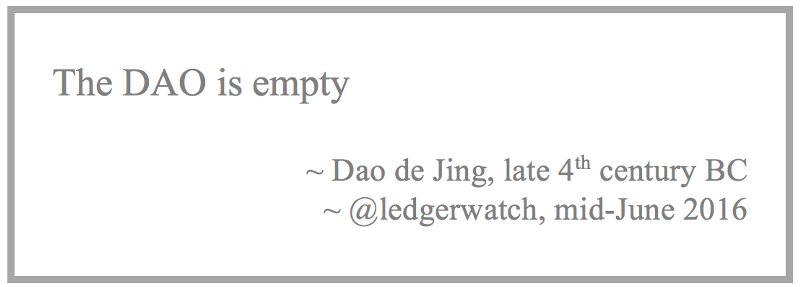 The DAO is empty
~ Dao de Jing, late 4th century BC
~ @ledgerwatch, mid-June 2016